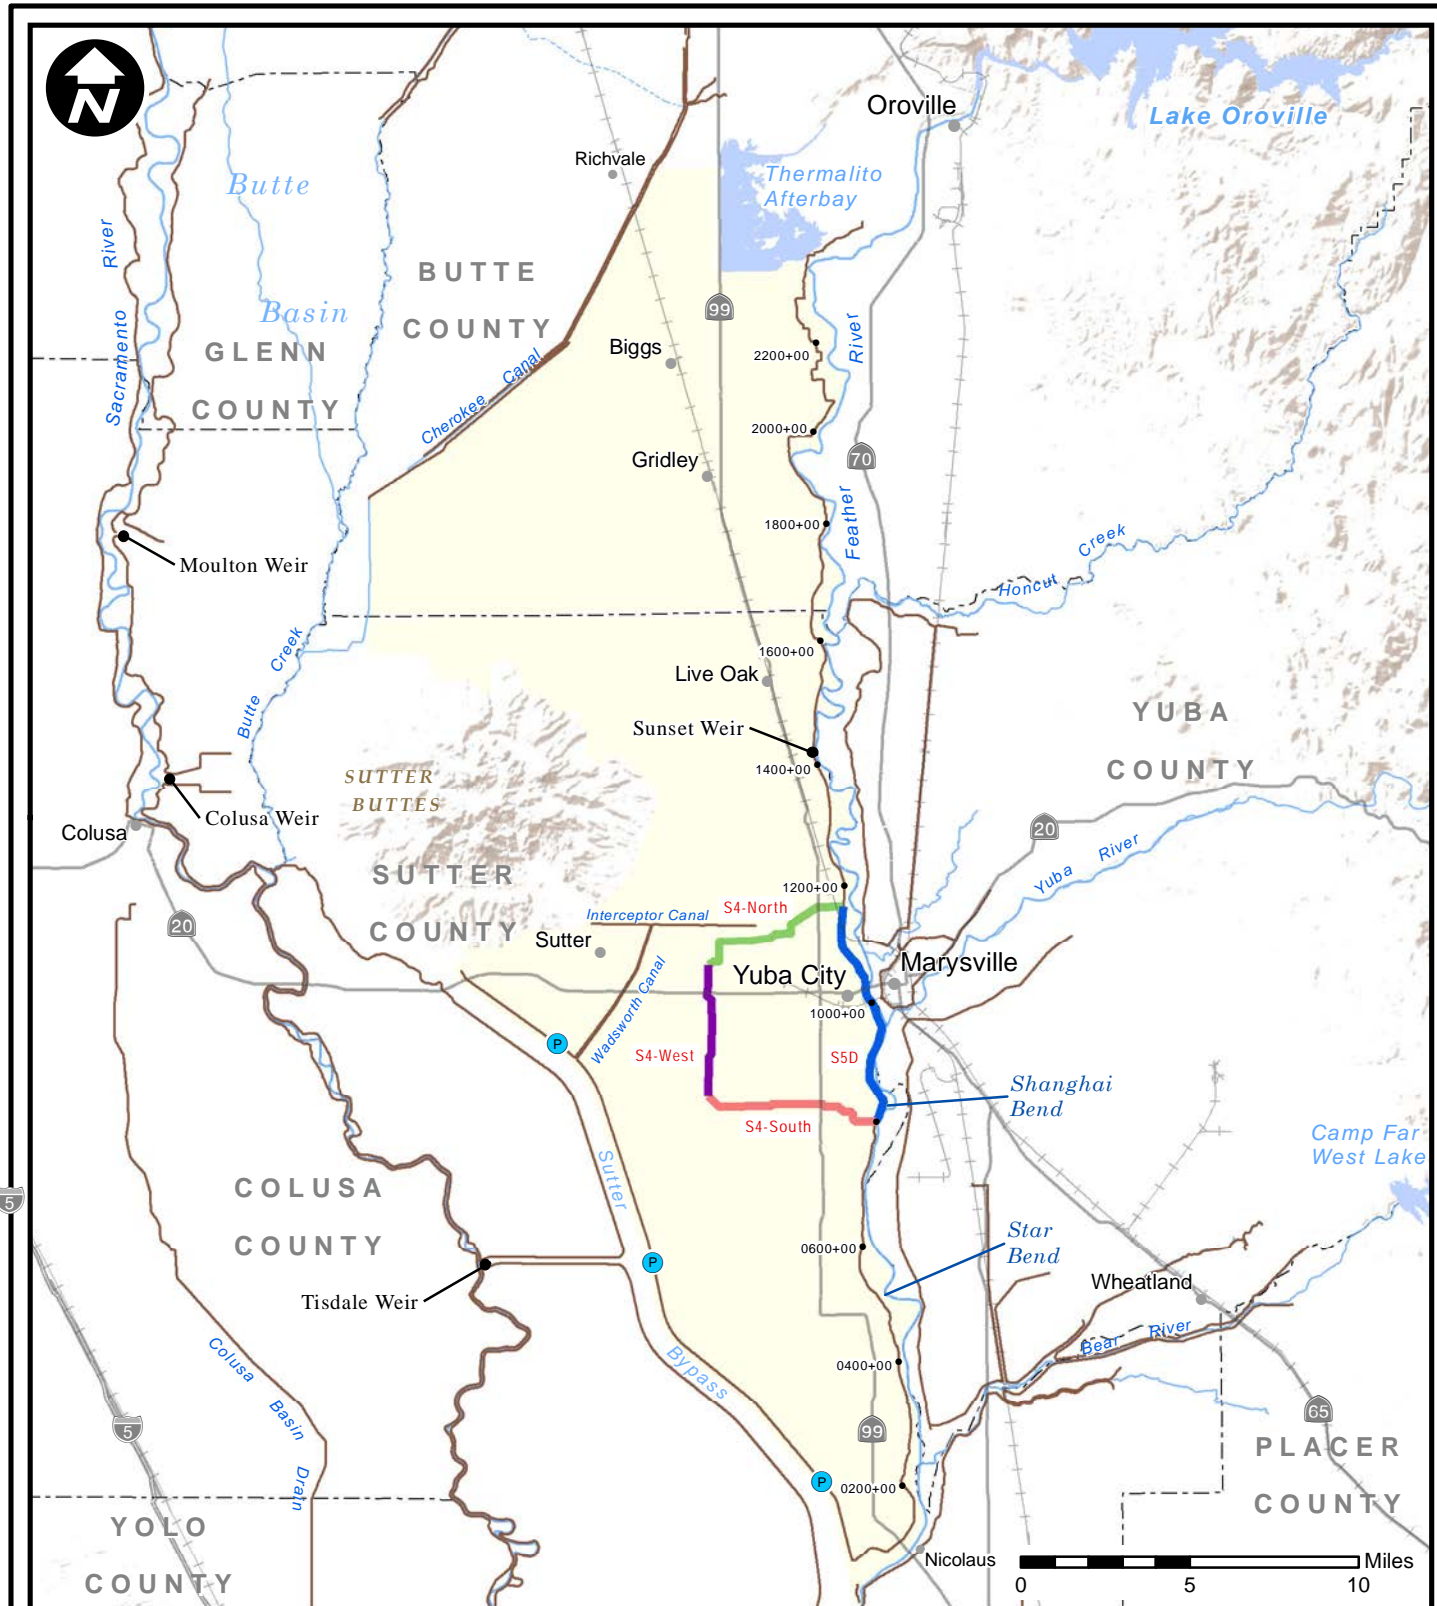 N
Oroville
Lake Oroville
Richvale
Thermalito
Afterbay
Butte
Basin
Sacramento River
BUTTE
COUNTY
GLENN
COUNTY
99
Biggs
2200+00
Feather River
Cherokee Canal
2000+00
Gridley
70
1800+00
Honcut Creek
Moulton Weir
1600+00
Live Oak
Butte Creek
Sunset Weir
1400+00
YUBA
COUNTY
SUTTER
BUTTES
Colusa Weir
Colusa
20
Yuba River
SUTTER
COUNTY
1200+00
S4-North
Interceptor Canal
20
Sutter
Wadsworth Canal
Yuba City
Marysville
1000+00
P
S4-West
S5D
Shanghai
Bend
S4-South
Camp Far
West Lake
COLUSA
COUNTY
5
Sutter
Bypass
Star
Bend
0600+00
P
Wheatland
Tisdale Weir
Bear River
0400+00
Colusa Basin Drain
5
99
65
PLACER
COUNTY
P
0200+00
YOLO
COUNTY
Nicolaus
Miles
0 5 10